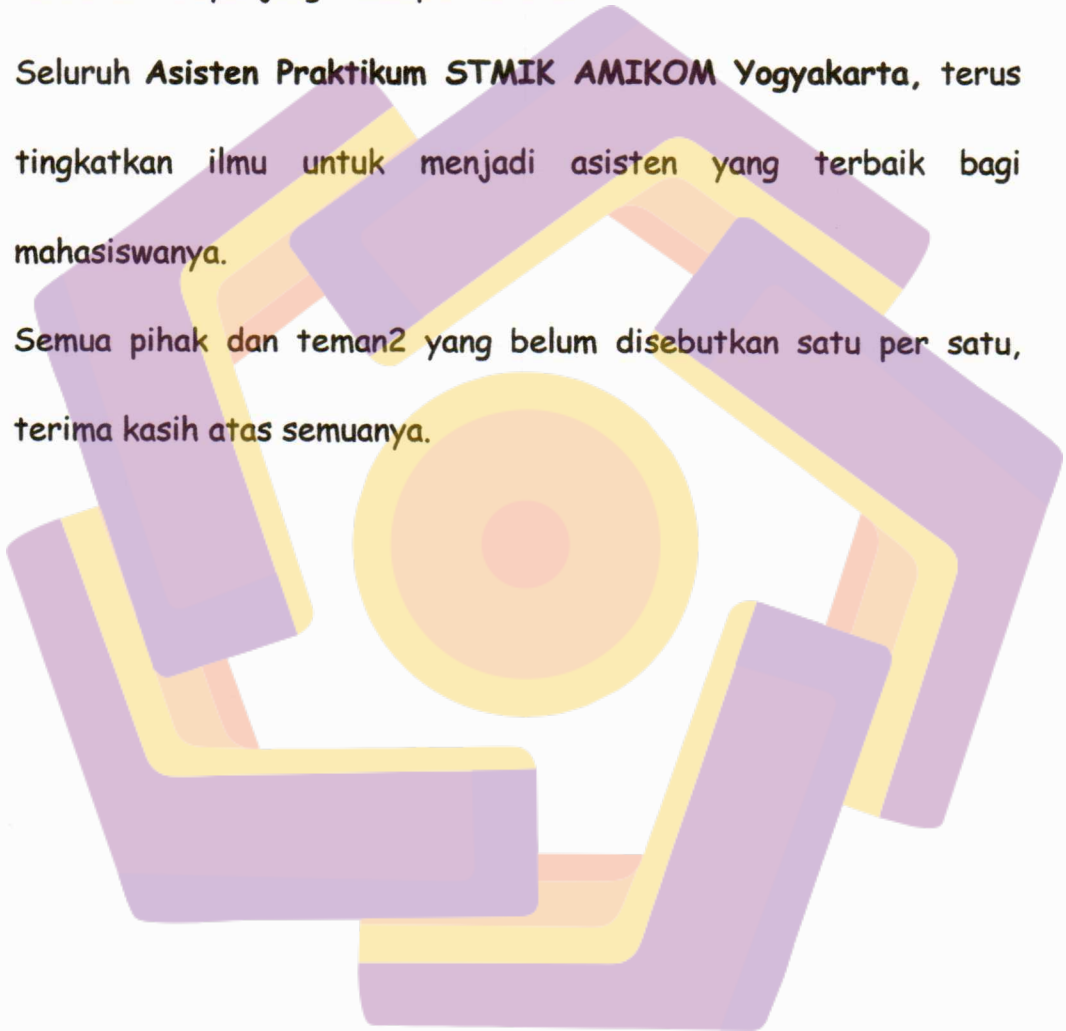 Seluruh Asisten Praktikum STMIK AMIKOM Yogyakarta, terus
tingkatkan ilmu untuk menjadi asisten yang terbaik bagi
mahasiswanya.
Semua pihak dan teman2 yang belum disebutkan satu per satu,
terima kasih atas semuanya.